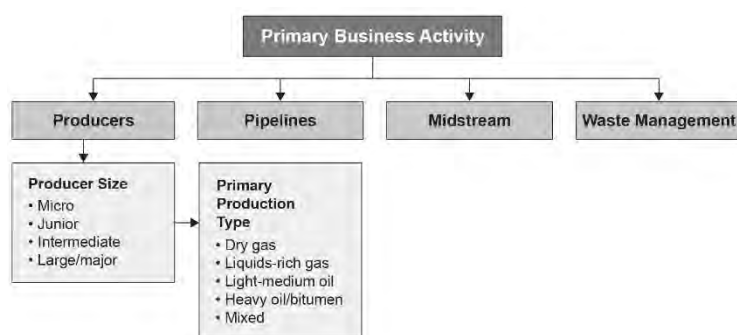 Primary Business Activity
Producers
Pipelines
Midstream
Waste Management
Producer Size
• Micro
• Junior
• Intermediate
• Large/major
Primary
Production
Type
• Dry gas
• Liquids-rich gas
• Light-medium oil
• Heavy oil/bitumen
• Mixed